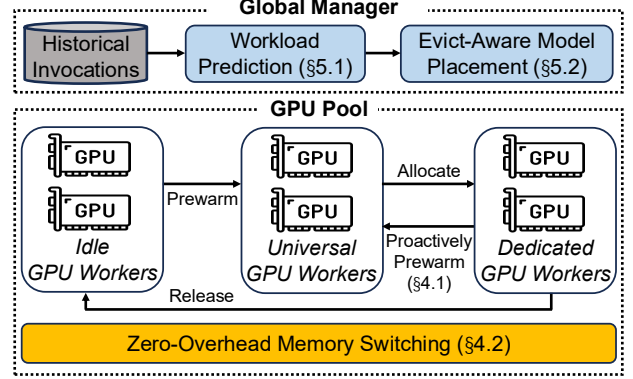 Global Manager
Historical
Invocations
Workload
Prediction (§5.1)
Evict-Aware Model
Placement (§5.2)
GPU Pool
GPU
GPU
Idle
GPU Workers
Prewarm
GPU
GPU
Universal
GPU Workers
Allocate
Proactively
Prewarm
(§4.1)
GPU
GPU
Dedicated
GPU Workers
Release
Zero-Overhead Memory Switching (§4.2)